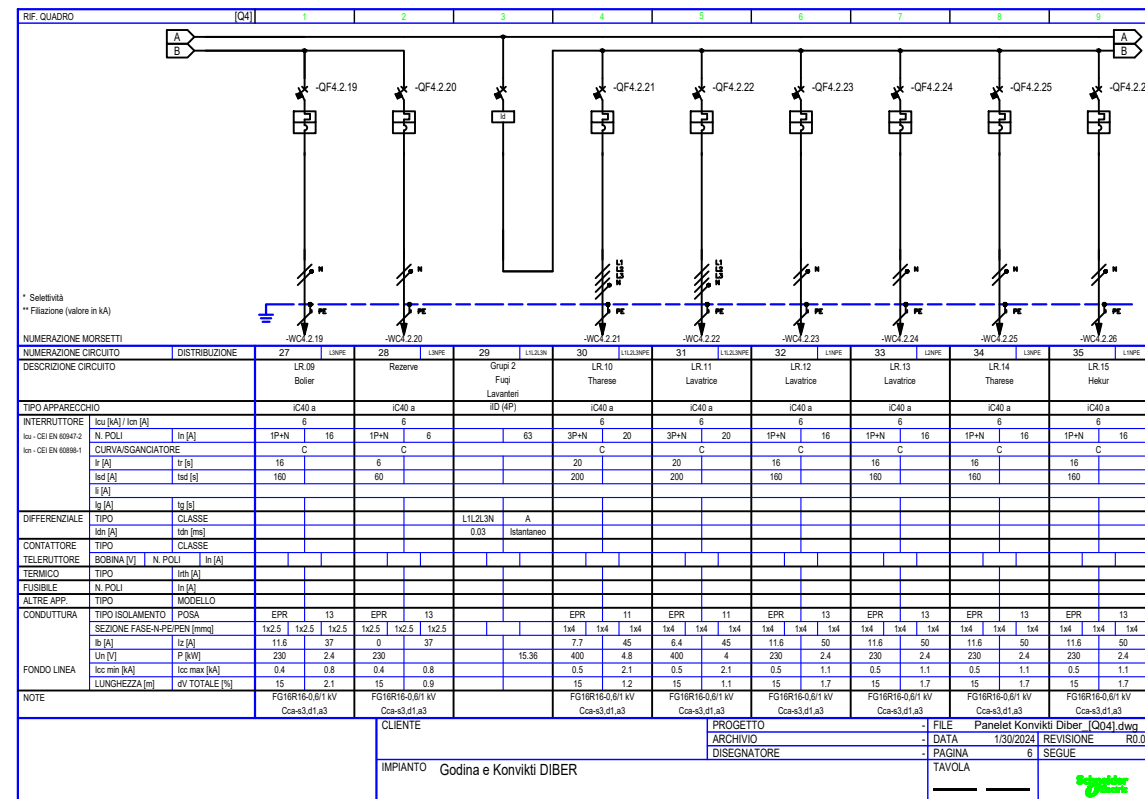 RIF. QUADRO [Q4] 1 2 3 4 5 6 7 8 9
A A
B B
-QF4.2.19 -QF4.2.20 -QF4.2.21 -QF4.2.22 -QF4.2.23 -QF4.2.24 -QF4.2.25
Id
L1
L2
L3
N
L1
L2
L3
N
N N N N N N N
* Selettività
** Filiazione (valore in kA)
PE PE PE PE PE PE PE PE
NUMERAZIONE MORSETTI -WC4.2.19 -WC4.2.20 -WC4.2.21 -WC4.2.22 -WC4.2.23 -WC4.2.24 -WC4.2.25 -WC4.2.26
NUMERAZIONE CIRCUITO DISTRIBUZIONE 27 L3NPE 28 L3NPE 29 L1L2L3N 30 L1L2L3NPE 31 L1L2L3NPE 32 L1NPE 33 L2NPE 34 L3NPE 35 L1NPE
DESCRIZIONE CIRCUITO LR.09 Rezerve Grupi 2 LR.10 LR.11 LR.12 LR.13 LR.14 LR.15
Bolier Fuqi Tharese Lavatrice Lavatrice Lavatrice Tharese Hekur
Lavanteri
TIPO APPARECCHIO iC40 a iC40 a iID (4P) iC40 a iC40 a iC40 a iC40 a iC40 a iC40 a
INTERRUTTORE Icu [kA] / Icn [A] 6 6 6 6 6 6 6 6
Icu - CEI EN 60947-2 N. POLI In [A] 1P+N 16 1P+N 6 63 3P+N 20 3P+N 20 1P+N 16 1P+N 16 1P+N 16 1P+N 16
Icn - CEI EN 60898-1 CURVA/SGANCIATORE C C C C C C C C
Ir [A] tr [s] 16 6 20 20 16 16 16 16
Isd [A] tsd [s] 160 60 200 200 160 160 160 160
Ii [A]
Ig [A] tg [s]
DIFFERENZIALE TIPO CLASSE L1L2L3N A
Idn [A] tdn [ms] 0.03 Istantaneo
CONTATTORE TIPO CLASSE
TELERUTTORE BOBINA [V] N. POLI In [A]
TERMICO TIPO Irth [A]
FUSIBILE N. POLI In [A]
ALTRE APP. TIPO MODELLO
CONDUTTURA TIPO ISOLAMENTO POSA EPR 13 EPR 13 EPR 11 EPR 11 EPR 13 EPR 13 EPR 13 EPR 13
SEZIONE FASE-N-PE/PEN [mmq] 1x2.5 1x2.5 1x2.5 1x2.5 1x2.5 1x2.5 1x4 1x4 1x4 1x4 1x4 1x4 1x4 1x4 1x4 1x4 1x4 1x4 1x4 1x4 1x4 1x4 1x4 1x4
Ib [A] Iz [A] 11.6 37 0 37 7.7 45 6.4 45 11.6 50 11.6 50 11.6 50 11.6 50
Un [V] P [kW] 230 2.4 230 15.36 400 4.8 400 4 230 2.4 230 2.4 230 2.4 230 2.4
FONDO LINEA Icc min [kA] Icc max [kA] 0.4 0.8 0.4 0.8 0.5 2.1 0.5 2.1 0.5 1.1 0.5 1.1 0.5 1.1 0.5 1.1
LUNGHEZZA [m] dV TOTALE [%] 15 2.1 15 0.9 15 1.2 15 1.1 15 1.7 15 1.7 15 1.7 15 1.7
NOTE FG16R16-0,6/1 kV FG16R16-0,6/1 kV FG16R16-0,6/1 kV FG16R16-0,6/1 kV FG16R16-0,6/1 kV FG16R16-0,6/1 kV FG16R16-0,6/1 kV FG16R16-0,6/1 kV
Cca-s3,d1,a3 Cca-s3,d1,a3 Cca-s3,d1,a3 Cca-s3,d1,a3 Cca-s3,d1,a3 Cca-s3,d1,a3 Cca-s3,d1,a3 Cca-s3,d1,a3
CLIENTE PROGETTO - FILE Panelet Konvikti Diber_[Q04].dwg
ARCHIVIO - DATA 1/30/2024 REVISIONE R0.0
DISEGNATORE - PAGINA 6 SEGUE
IMPIANTO Godina e Konvikti DIBER TAVOLA
Schneider
Electric